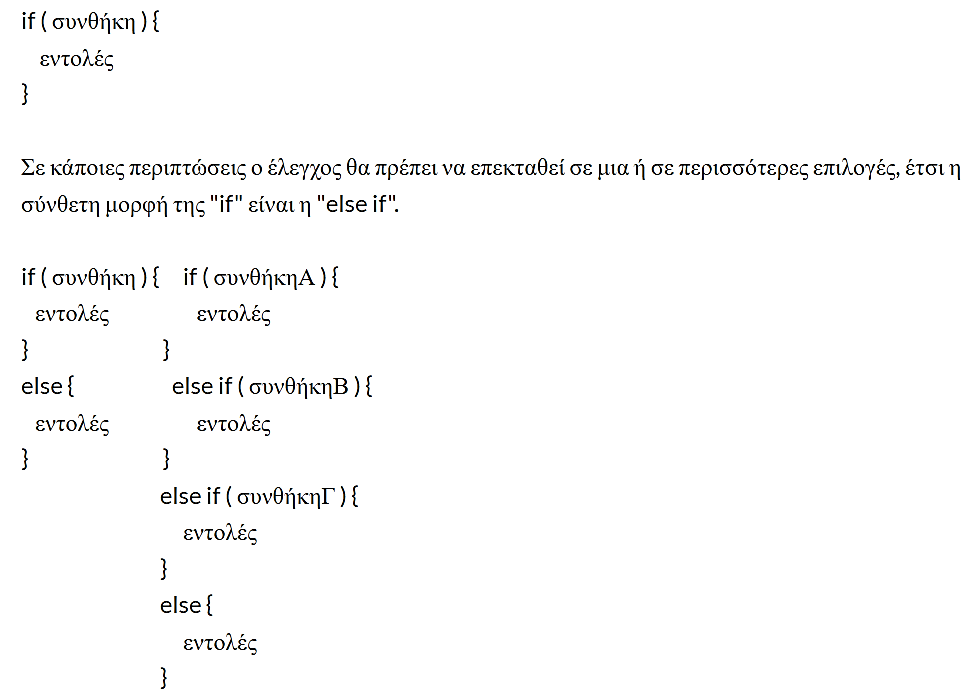 if ( συνθήκη ) {
εντολές
}
Σε κάποιες περιπτώσεις ο έλεγχος θα πρέπει να επεκταθεί σε μια ή σε περισσότερες επιλογές, έτσι η
σύνθετη μορφή της "if" είναι η "else if".
if ( συνθήκη ) { if ( συνθήκηΑ ) {
εντολές εντολές
} }
else { else if ( συνθήκηΒ ) {
εντολές εντολές
} }
else if ( συνθήκηΓ ) {
εντολές
}
else {
εντολές
}